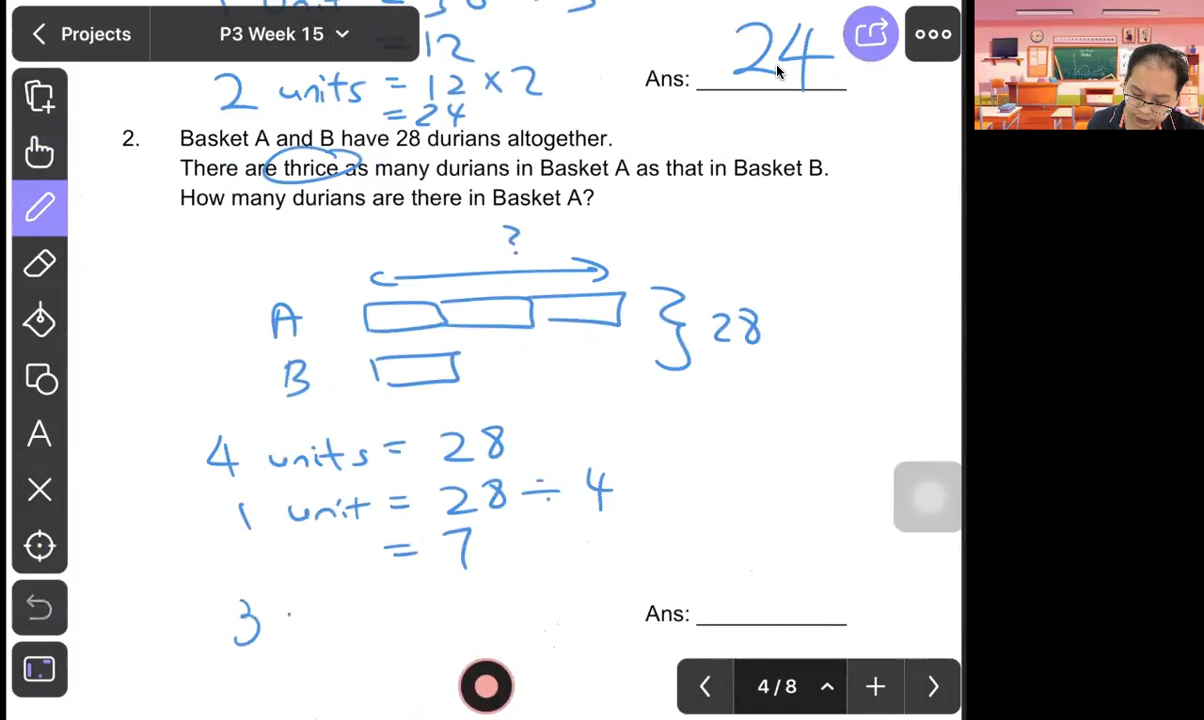 Projects
P3 Week 15
12
2 units = 12 × 2
= 24
Ans: 24
2. Basket A and B have 28 durians altogether.
There are thrice as many durians in Basket A as that in Basket B.
How many durians are there in Basket A?
?
A
28
B
4 units = 28
1 unit = 28 ÷ 4
= 7
3
Ans:
4 / 8